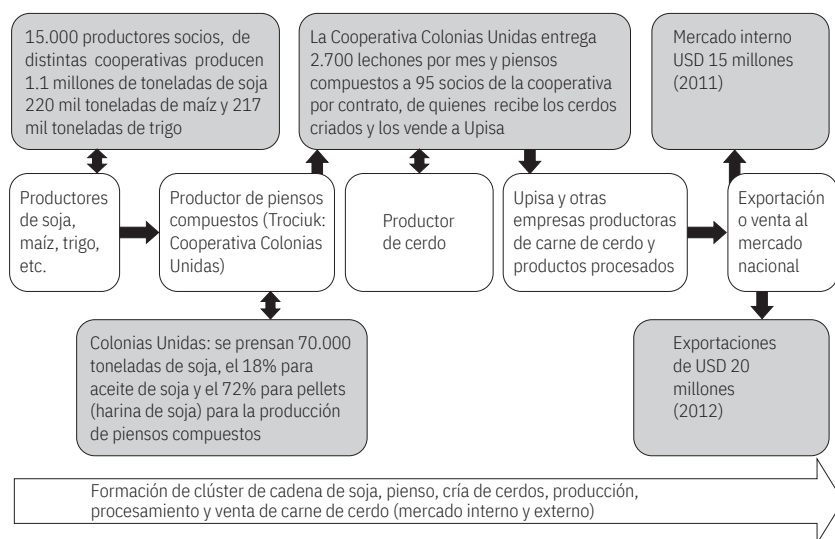 15.000 productores socios, de
distintas cooperativas producen
1.1 millones de toneladas de soja
220 mil toneladas de maíz y 217
mil toneladas de trigo
La Cooperativa Colonias Unidas entrega
2.700 lechones por mes y piensos
compuestos a 95 socios de la cooperativa
por contrato, de quienes recibe los cerdos
criados y los vende a Upisa
Mercado interno
USD 15 millones
(2011)
Productores
de soja,
maíz, trigo,
etc.
Productor de piensos
compuestos (Trociuk:
Cooperativa Colonias
Unidas)
Productor
de cerdo
Upisa y otras
empresas productoras
de carne de cerdo y
productos procesados
Exportación
o venta al
mercado
nacional
Colonias Unidas: se prensan 70.000
toneladas de soja, el 18% para
aceite de soja y el 72% para pellets
(harina de soja) para la producción
de piensos compuestos
Exportaciones
de USD 20
millones
(2012)
Formación de clúster de cadena de soja, pienso, cría de cerdos, producción,
procesamiento y venta de carne de cerdo (mercado interno y externo)